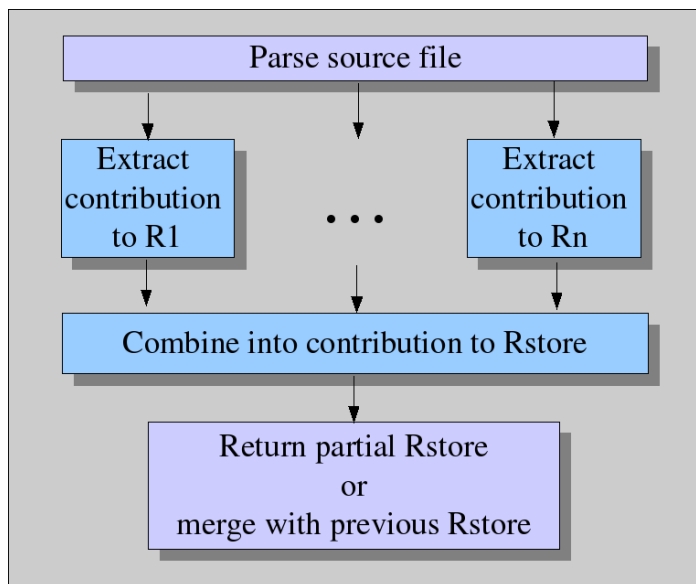 Parse source file
Extract
contribution
to R1
. . .
Extract
contribution
to Rn
Combine into contribution to Rstore
Return partial Rstore
or
merge with previous Rstore